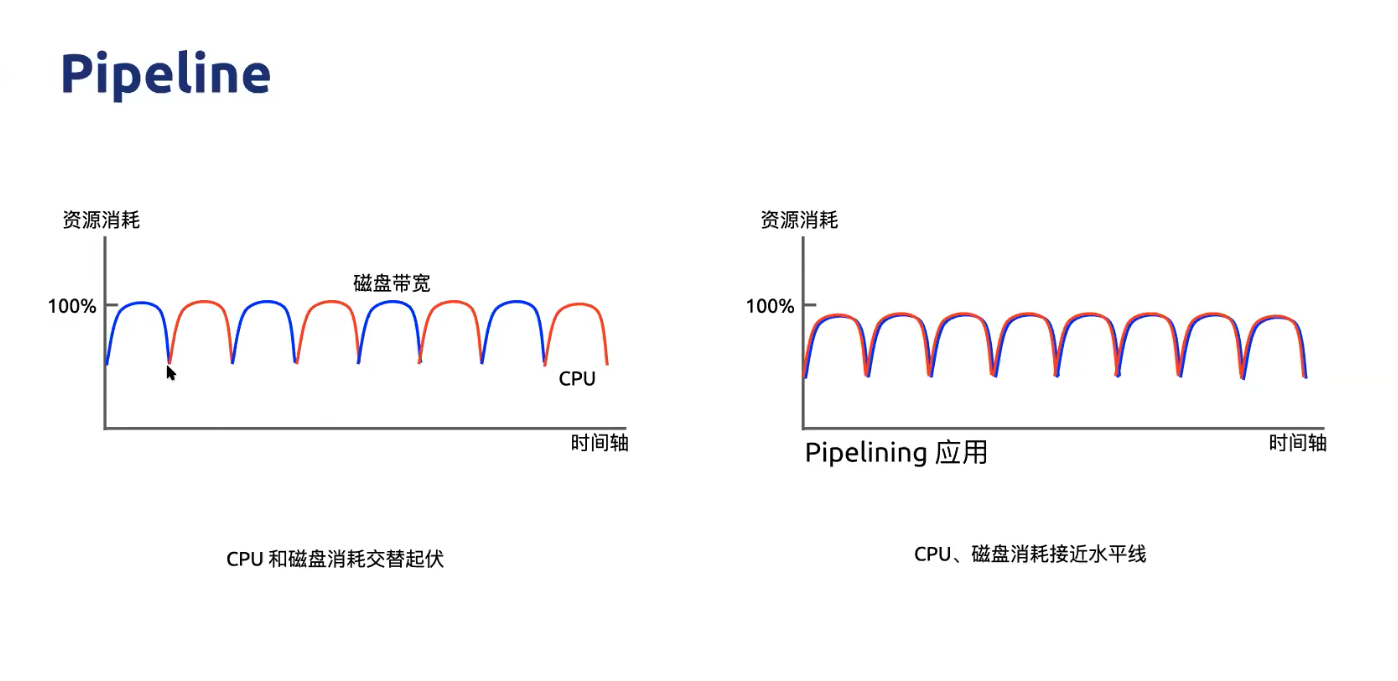 Pipeline
资源消耗
100%
磁盘带宽
CPU
时间轴
CPU 和磁盘消耗交替起伏
资源消耗
100%
时间轴
Pipelining 应用
CPU、磁盘消耗接近水平线